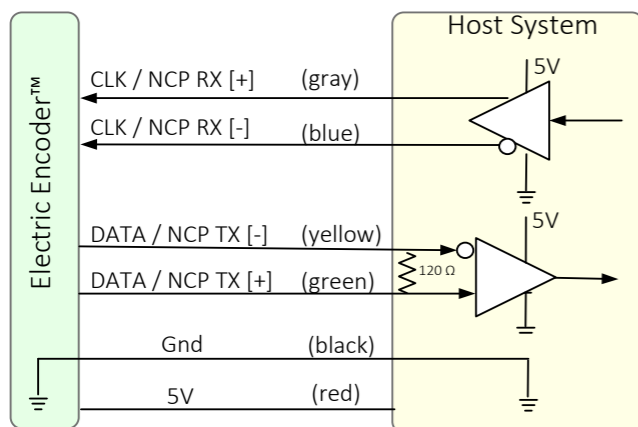 Host System
Electric Encoder™
5V
CLK / NCP RX [+] (gray)
CLK / NCP RX [-] (blue)
5V
DATA / NCP TX [-] (yellow)
120 Ω
DATA / NCP TX [+] (green)
Gnd (black)
5V (red)